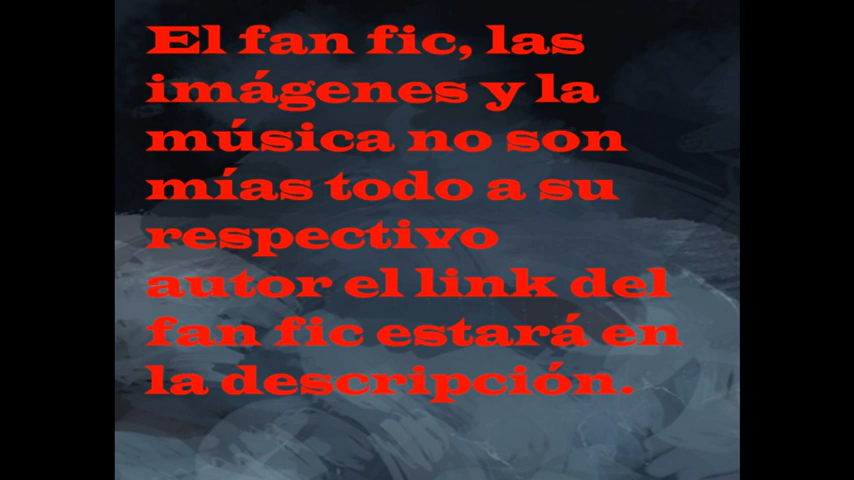 El fan fic, las
imágenes y la
música no son
mías todo a su
respectivo
autor el link del
fan fic estará en
la descripción.